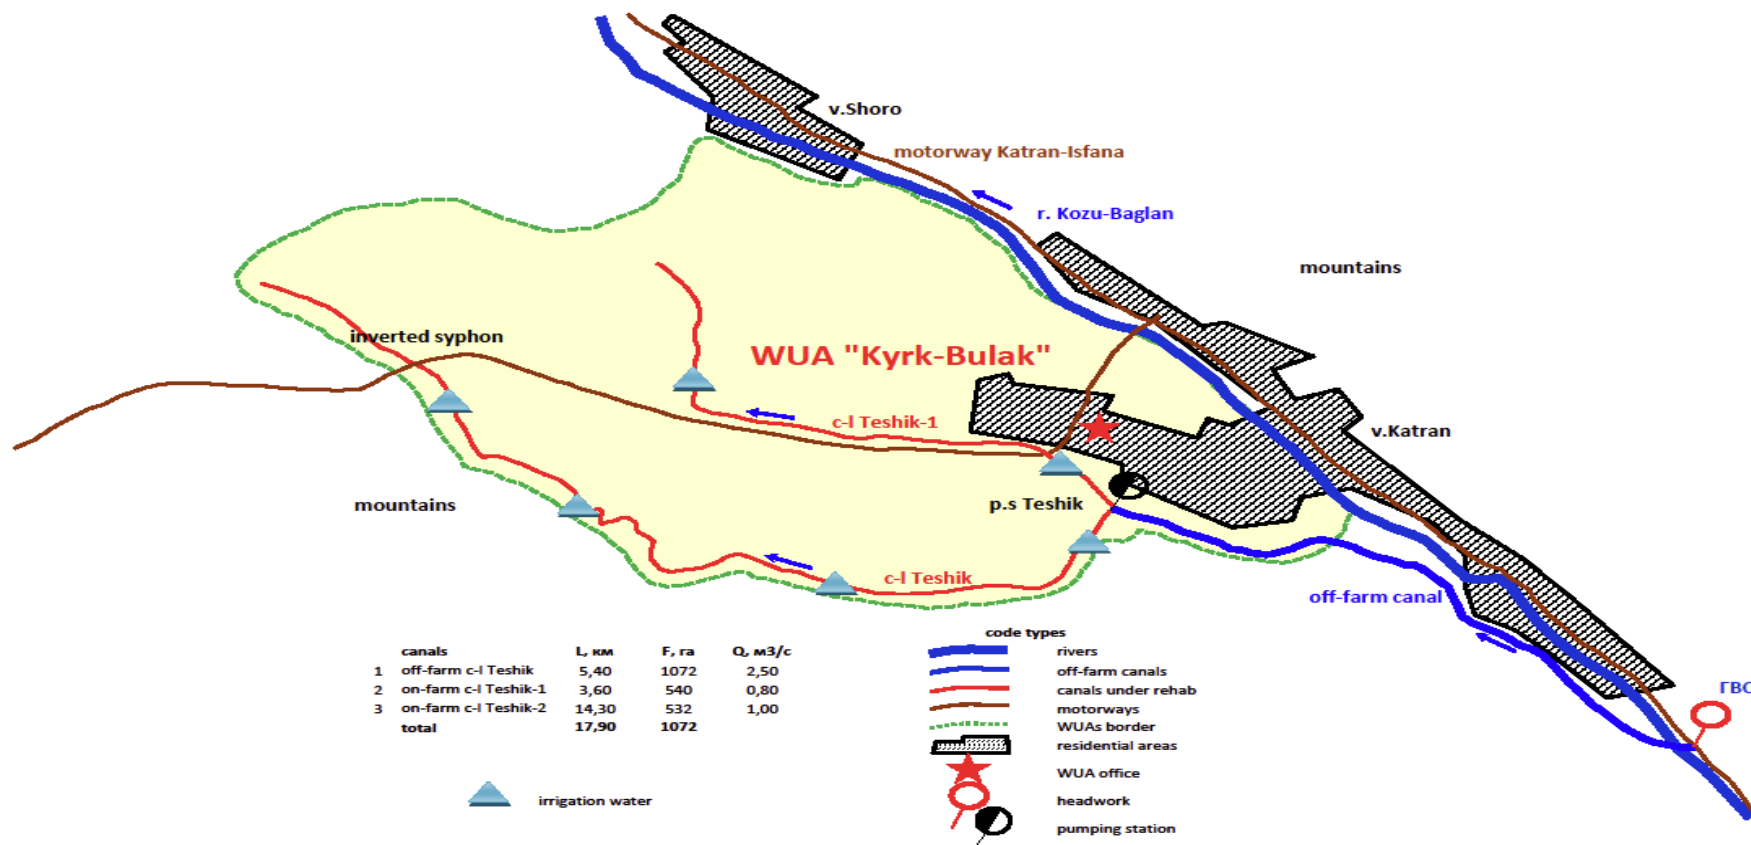 v.Shoro
motorway Katran-Isfana
r. Kozu-Baglan
mountains
inverted syphon
WUA "Kyrk-Bulak"
c-l Teshik-1
v.Katran
mountains
p.s Teshik
c-l Teshik
off-farm canal
ГВС
canals L, км F, га Q, м3/с
1 off-farm c-l Teshik 5,40 1072 2,50
2 on-farm c-l Teshik-1 3,60 540 0,80
3 on-farm c-l Teshik-2 14,30 532 1,00
total 17,90 1072
irrigation water
code types
rivers
off-farm canals
canals under rehab
motorways
WUAs border
residential areas
WUA office
headwork
pumping station